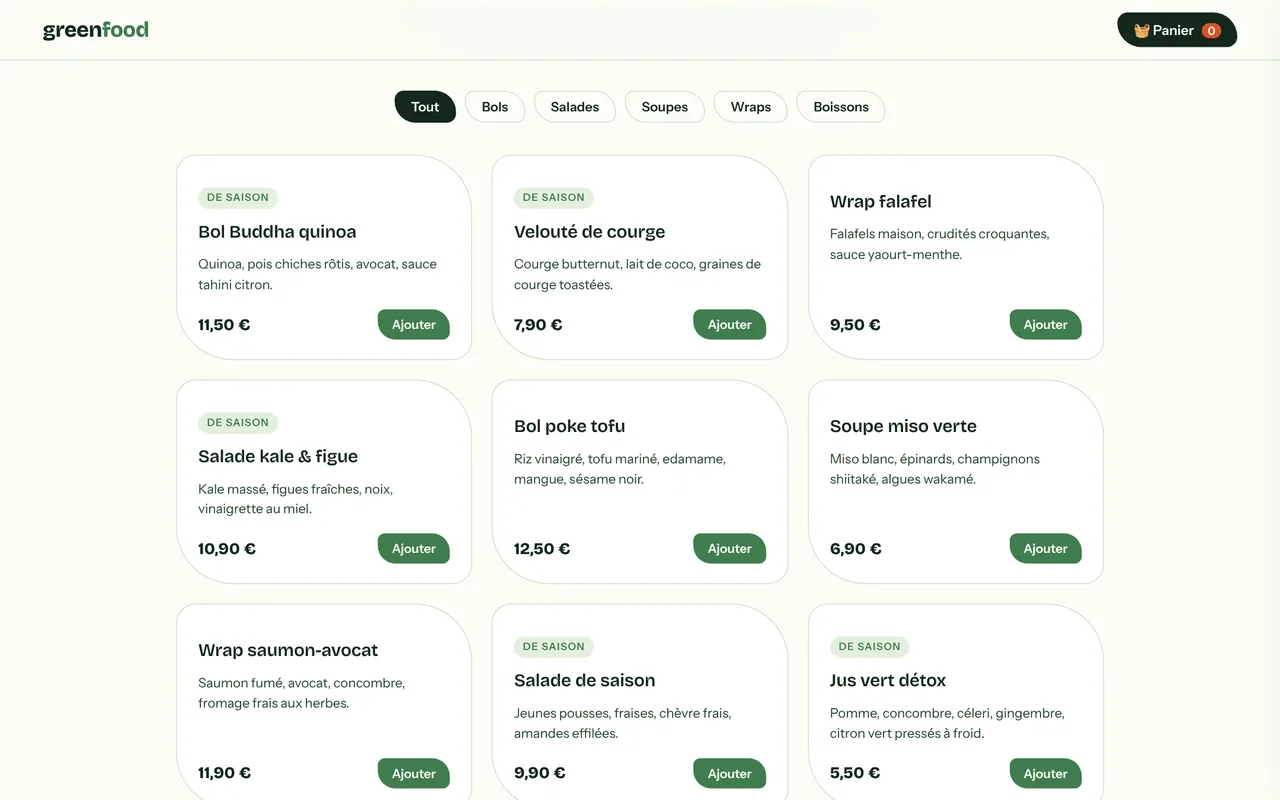 greenfood
🧺 Panier 0
Tout Bols Salades Soupes Wraps Boissons
DE SAISON
Bol Buddha quinoa
Quinoa, pois chiches rôtis, avocat, sauce
tahini citron.
11,50 € Ajouter
DE SAISON
Velouté de courge
Courge butternut, lait de coco, graines de
courge toastées.
7,90 € Ajouter
Wrap falafel
Falafels maison, crudités croquantes,
sauce yaourt-menthe.
9,50 € Ajouter
DE SAISON
Salade kale & figue
Kale massé, figues fraîches, noix,
vinaigrette au miel.
10,90 € Ajouter
Bol poke tofu
Riz vinaigré, tofu mariné, edamame,
mangue, sésame noir.
12,50 € Ajouter
Soupe miso verte
Miso blanc, épinards, champignons
shiitaké, algues wakamé.
6,90 € Ajouter
Wrap saumon-avocat
Saumon fumé, avocat, concombre,
fromage frais aux herbes.
11,90 € Ajouter
DE SAISON
Salade de saison
Jeunes pousses, fraises, chèvre frais,
amandes effilées.
9,90 € Ajouter
DE SAISON
Jus vert détox
Pomme, concombre, céleri, gingembre,
citron vert pressés à froid.
5,50 € Ajouter